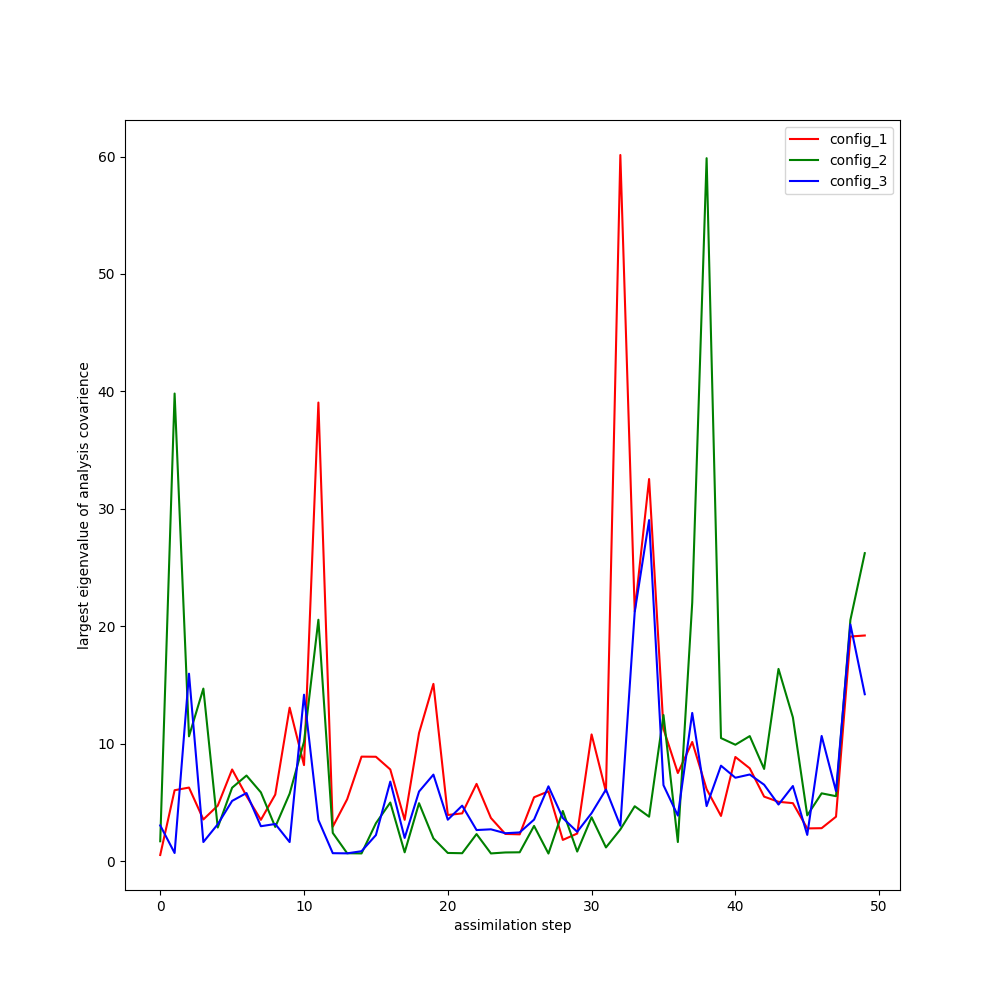 config_1
config_2
config_3
60
50
40
30
20
10
0
largest eigenvalue of analysis covarience
0 10 20 30 40 50
assimilation step